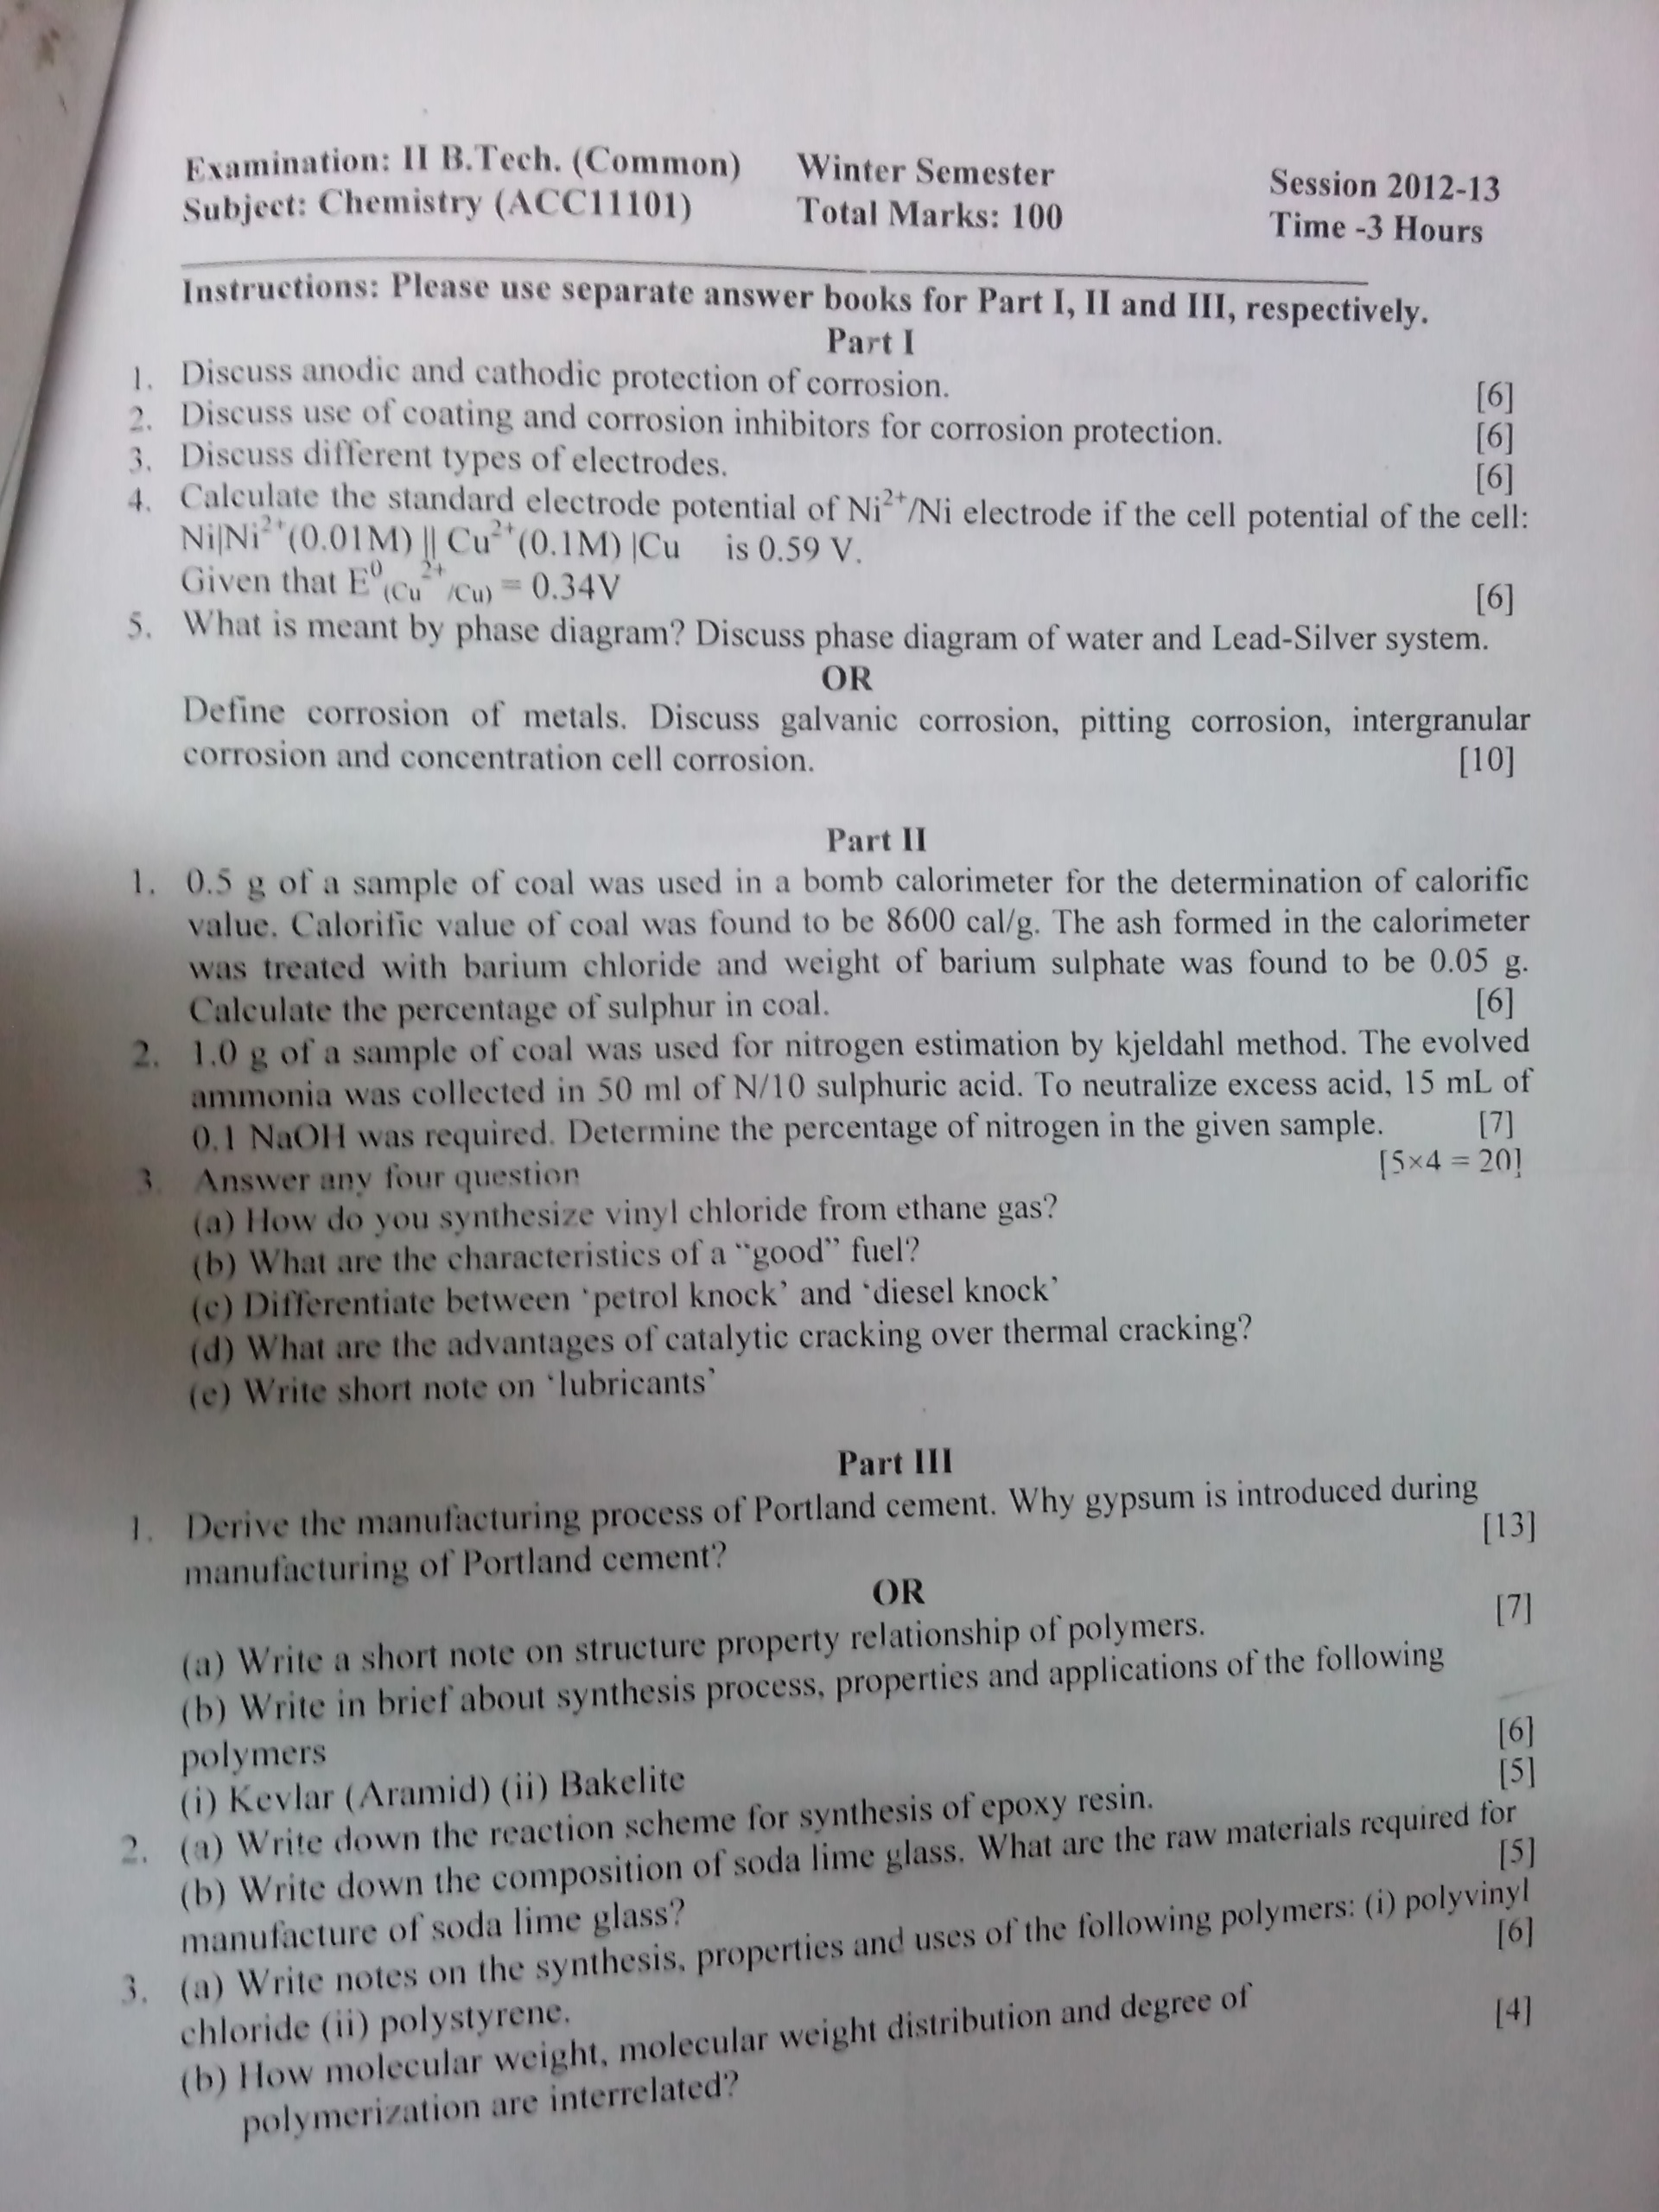 Examination: II B.Tech. (Common) Winter Semester Session 2012-13
Subject: Chemistry (ACC11101) Total Marks: 100 Time -3 Hours
Instructions: Please use separate answer books for Part I, II and III, respectively.
Part I
1. Discuss anodic and cathodic protection of corrosion. [6]
2. Discuss use of coating and corrosion inhibitors for corrosion protection. [6]
3. Discuss different types of electrodes. [6]
4. Calculate the standard electrode potential of Ni²⁺/Ni electrode if the cell potential of the cell:
Ni|Ni²⁺(0.01M) || Cu²⁺(0.1M) |Cu is 0.59 V.
Given that E⁰(Cu²⁺/Cu) = 0.34V [6]
5. What is meant by phase diagram? Discuss phase diagram of water and Lead-Silver system.
OR
Define corrosion of metals. Discuss galvanic corrosion, pitting corrosion, intergranular
corrosion and concentration cell corrosion. [10]
Part II
1. 0.5 g of a sample of coal was used in a bomb calorimeter for the determination of calorific
value. Calorific value of coal was found to be 8600 cal/g. The ash formed in the calorimeter
was treated with barium chloride and weight of barium sulphate was found to be 0.05 g.
Calculate the percentage of sulphur in coal. [6]
2. 1.0 g of a sample of coal was used for nitrogen estimation by kjeldahl method. The evolved
ammonia was collected in 50 ml of N/10 sulphuric acid. To neutralize excess acid, 15 mL of
0.1 NaOH was required. Determine the percentage of nitrogen in the given sample. [7]
3. Answer any four question [5×4 = 20]
(a) How do you synthesize vinyl chloride from ethane gas?
(b) What are the characteristics of a “good” fuel?
(c) Differentiate between ‘petrol knock’ and ‘diesel knock’
(d) What are the advantages of catalytic cracking over thermal cracking?
(e) Write short note on ‘lubricants’
Part III
1. Derive the manufacturing process of Portland cement. Why gypsum is introduced during
manufacturing of Portland cement? [13]
OR
(a) Write a short note on structure property relationship of polymers. [7]
(b) Write in brief about synthesis process, properties and applications of the following
polymers
(i) Kevlar (Aramid) (ii) Bakelite [6]
2. (a) Write down the reaction scheme for synthesis of epoxy resin. [5]
(b) Write down the composition of soda lime glass. What are the raw materials required for
manufacture of soda lime glass? [5]
3. (a) Write notes on the synthesis, properties and uses of the following polymers: (i) polyvinyl
chloride (ii) polystyrene. [6]
(b) How molecular weight, molecular weight distribution and degree of
polymerization are interrelated? [4]